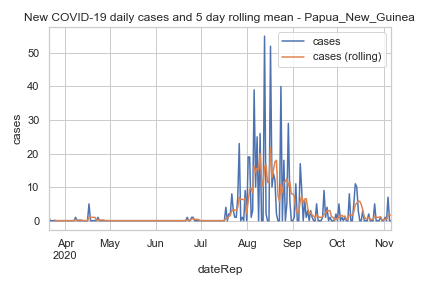 New COVID-19 daily cases and 5 day rolling mean - Papua_New_Guinea
cases
cases (rolling)
50
40
30
20
10
0
cases
Apr
2020
May
Jun
Jul
Aug
Sep
Oct
Nov
dateRep